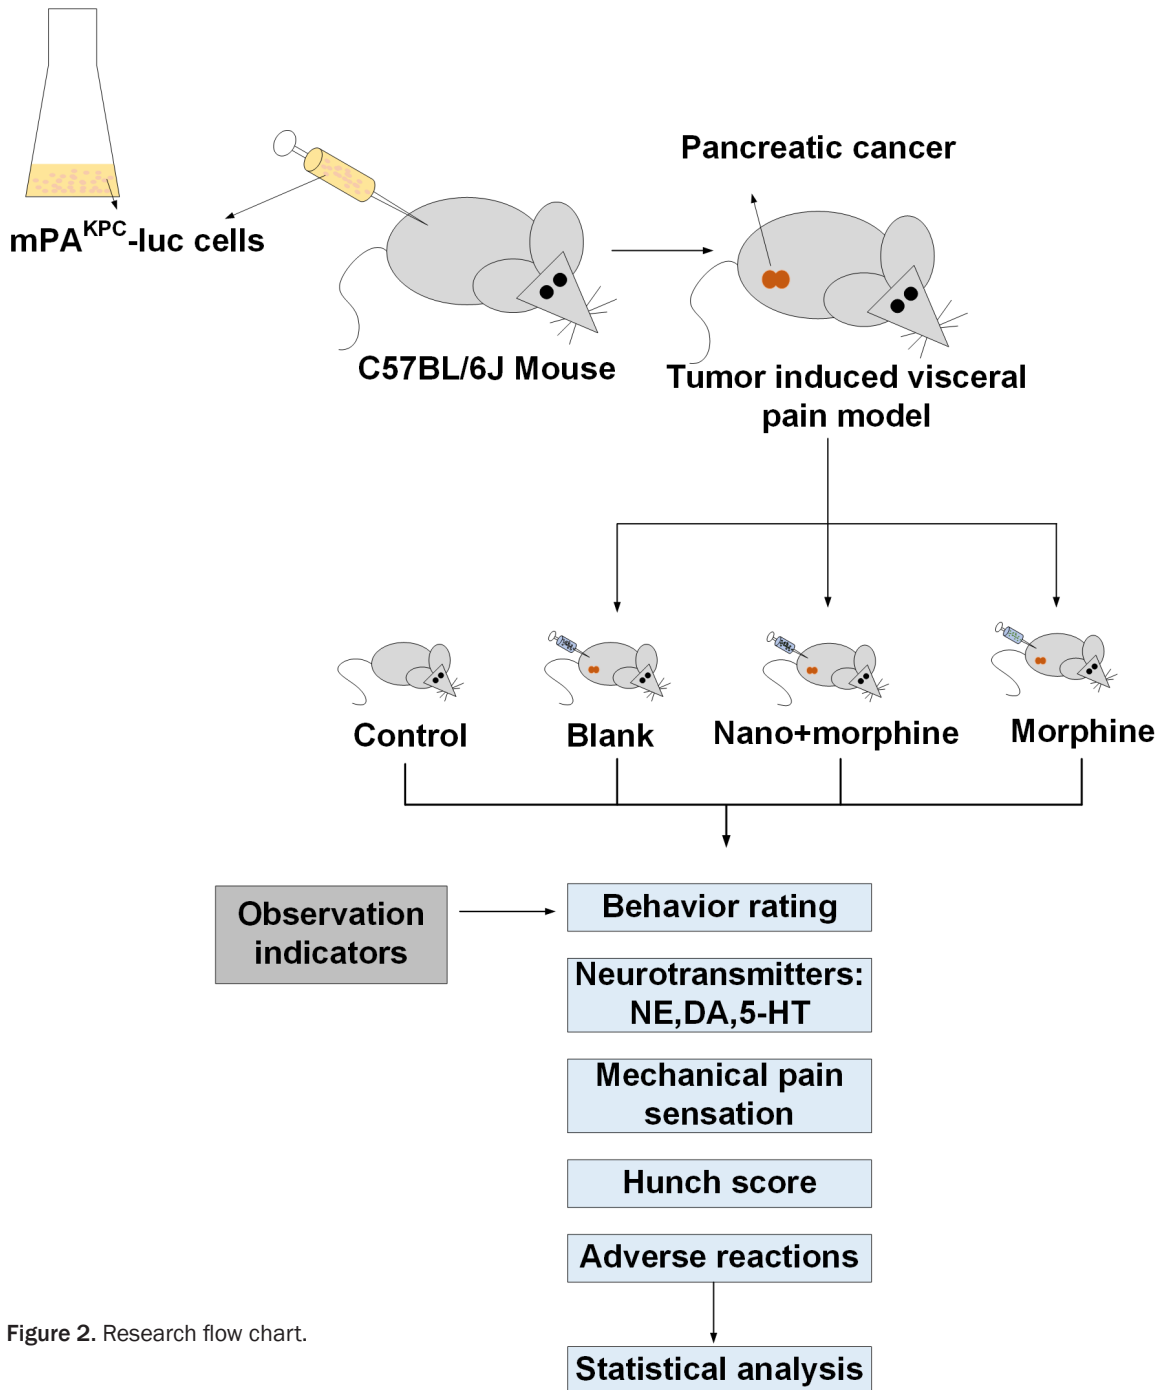 Pancreatic cancer
mPAKPC-luc cells
C57BL/6J Mouse
Tumor induced visceral
pain model
Control
Blank
Nano+morphine
Morphine
Observation
indicators
Behavior rating
Neurotransmitters:
NE,DA,5-HT
Mechanical pain
sensation
Hunch score
Adverse reactions
Statistical analysis
Figure 2. Research flow chart.